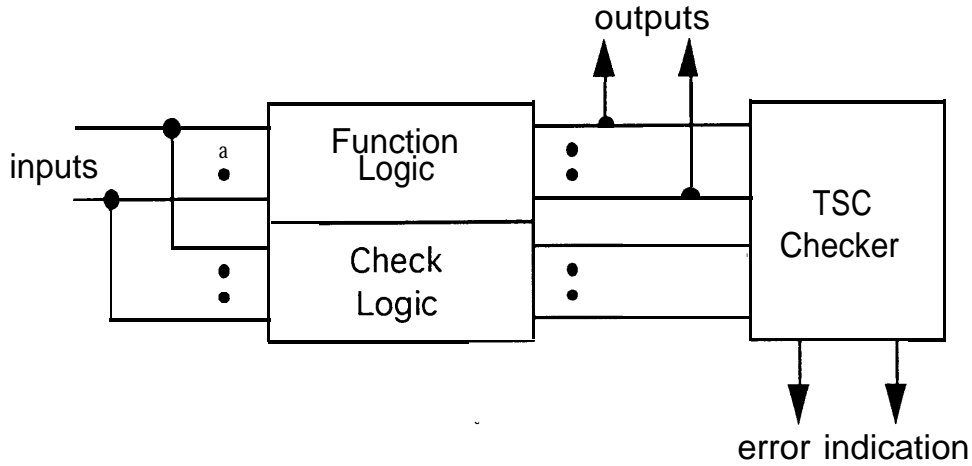 outputs
Function
Logic
a
inputs
TSC
Checker
Check
Logic
error indication